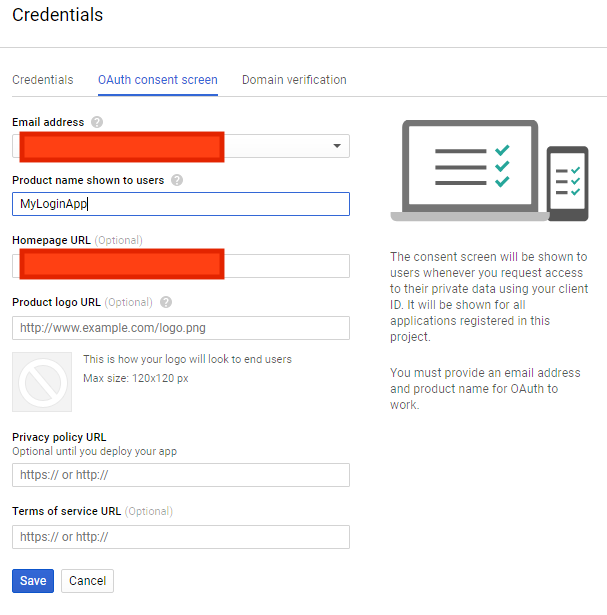 Credentials
Credentials OAuth consent screen Domain verification
Email address ?
Product name shown to users ?
MyLoginApp
Homepage URL (Optional)
Product logo URL (Optional) ?
http://www.example.com/logo.png
This is how your logo will look to end users
Max size: 120x120 px
Privacy policy URL
Optional until you deploy your app
https:// or http://
Terms of service URL (Optional)
https:// or http://
Save Cancel
The consent screen will be shown to
users whenever you request access
to their private data using your client
ID. It will be shown for all
applications registered in this
project.
You must provide an email address
and product name for OAuth to
work.